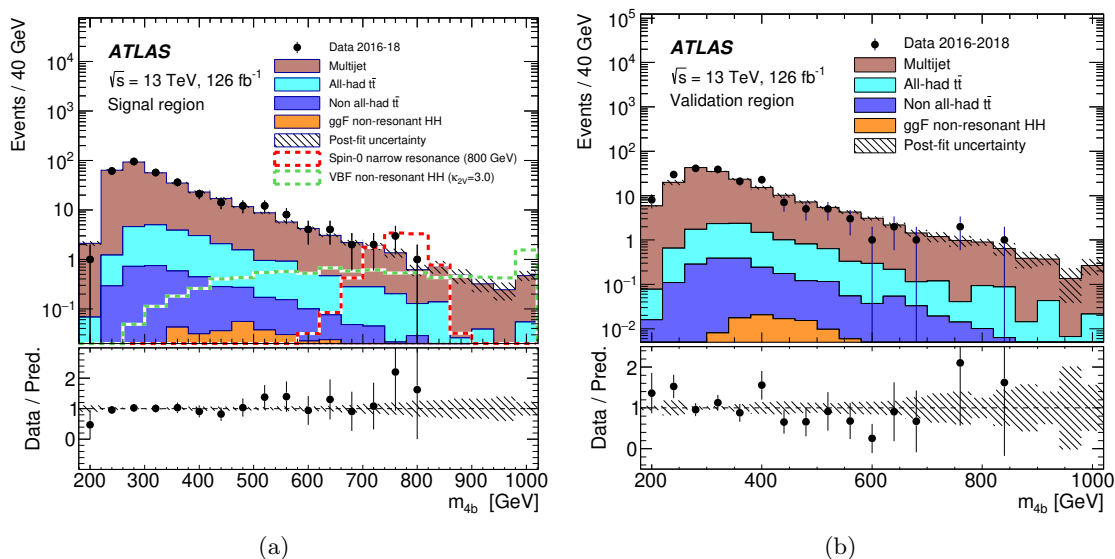 Events / 40 GeV
10⁴
10³
10²
10
1
10⁻¹
ATLAS
√s = 13 TeV, 126 fb⁻¹
Signal region
Data 2016-18
Multijet
All-had tt̄
Non all-had tt̄
ggF non-resonant HH
Post-fit uncertainty
Spin-0 narrow resonance (800 GeV)
VBF non-resonant HH (κ₂ᵥ=3.0)
Data / Pred.
2
1
0
200 300 400 500 600 700 800 900 1000
m₄b [GeV]
(a)
Events / 40 GeV
10⁵
10⁴
10³
10²
10
1
10⁻¹
10⁻²
ATLAS
√s = 13 TeV, 126 fb⁻¹
Validation region
Data 2016-2018
Multijet
All-had tt̄
Non all-had tt̄
ggF non-resonant HH
Post-fit uncertainty
Data / Pred.
2
1
0
200 400 600 800 1000
m₄b [GeV]
(b)